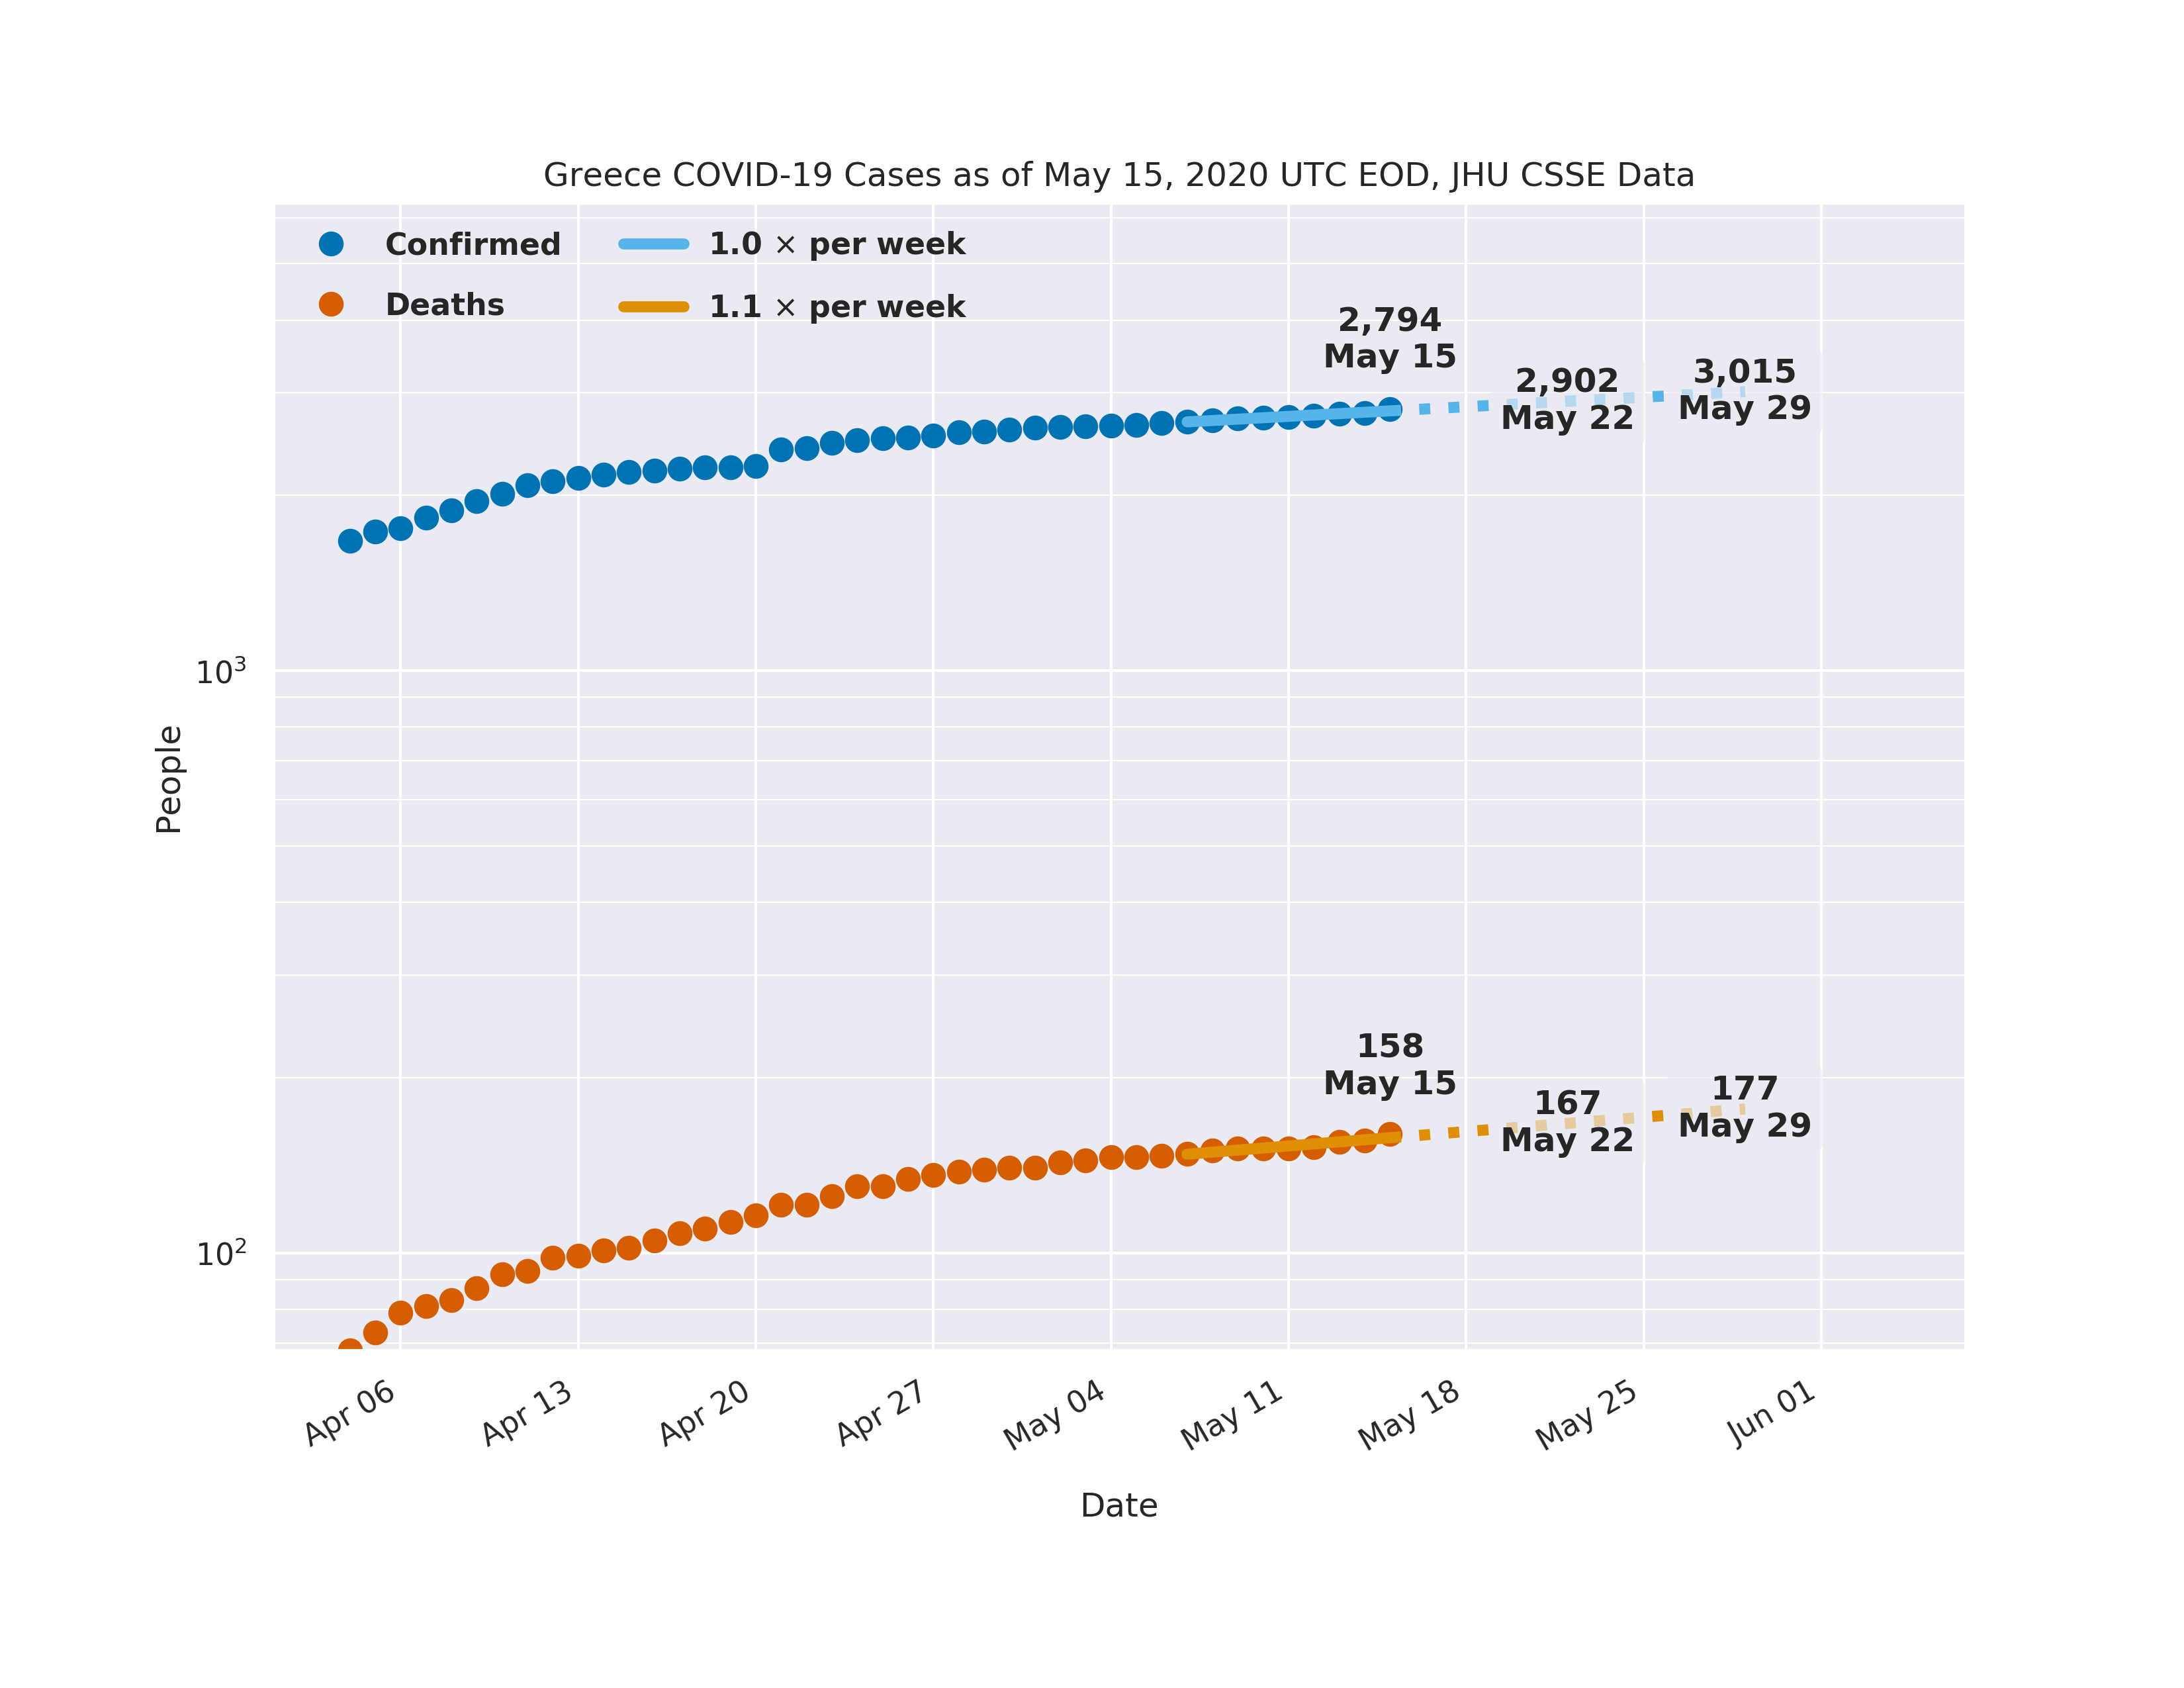 Greece COVID-19 Cases as of May 15, 2020 UTC EOD, JHU CSSE Data
Confirmed
Deaths
1.0 × per week
1.1 × per week
2,794
May 15
2,902
May 22
3,015
May 29
10³
People
158
May 15
167
May 22
177
May 29
10²
Apr 06
Apr 13
Apr 20
Apr 27
May 04
May 11
May 18
May 25
Jun 01
Date